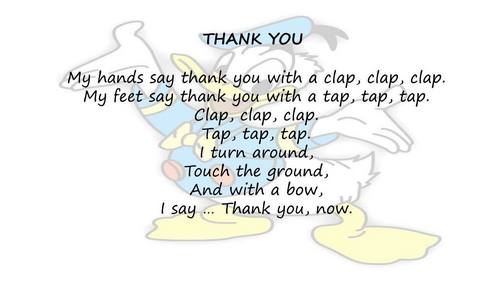 THANK YOU
My hands say thank you with a clap, clap, clap.
My feet say thank you with a tap, tap, tap.
Clap, clap, clap.
Tap, tap, tap.
I turn around,
Touch the ground,
And with a bow,
I say ... Thank you, now.